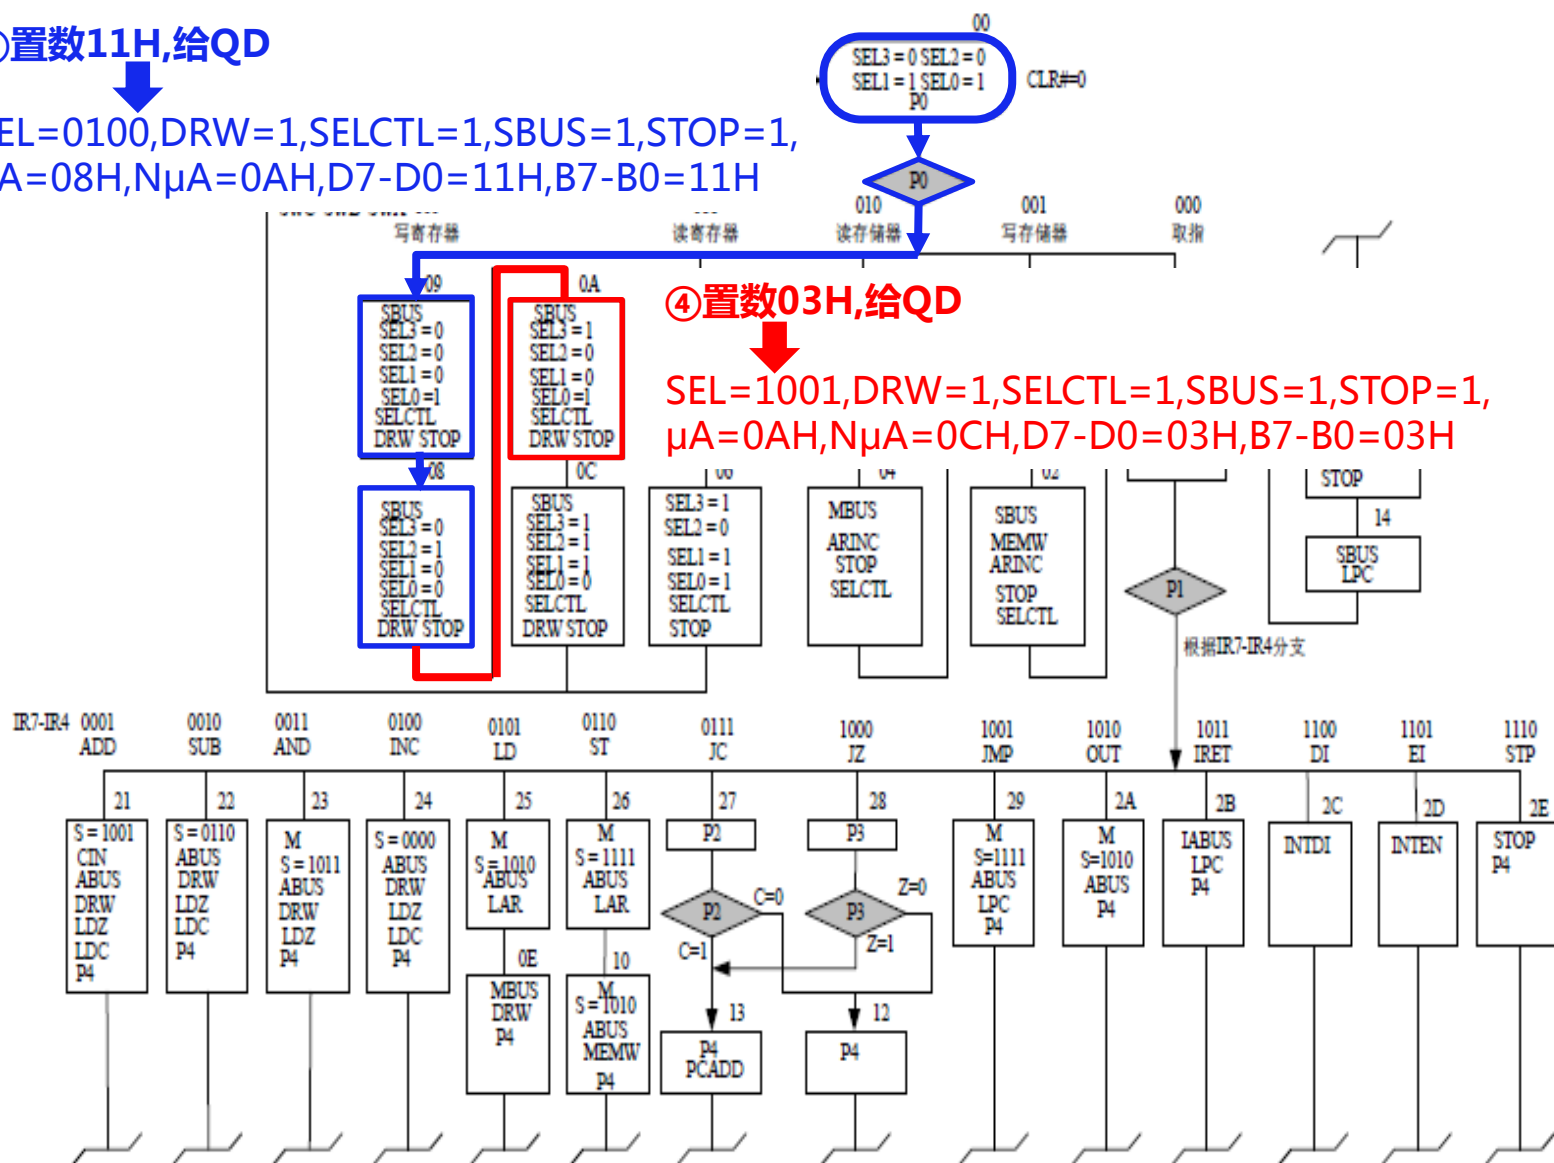 置数11H,给QD
EL=0100,DRW=1,SELCTL=1,SBUS=1,STOP=1,
A=08H,NμA=0AH,D7-D0=11H,B7-B0=11H
00
SEL3 = 0 SEL2 = 0
SEL1 = 1 SEL0 = 1
P0
CLR#=0
P0
010
001
000
写寄存器
读寄存器
读存储器
写存储器
取指
09
SBUS
SEL3 = 0
SEL2 = 0
SEL1 = 0
SEL0 =1
SELCTL
DRW STOP
0A
SBUS
SEL3 = 1
SEL2 = 0
SEL1 = 0
SEL0 =1
SELCTL
DRW STOP
④置数03H,给QD
SEL=1001,DRW=1,SELCTL=1,SBUS=1,STOP=1,
μA=0AH,NμA=0CH,D7-D0=03H,B7-B0=03H
08
SBUS
SEL3 = 0
SEL2 = 1
SEL1 = 0
SEL0 = 0
SELCTL
DRW STOP
0C
SBUS
SEL3 = 1
SEL2 = 1
SEL1 = 1
SEL0 = 0
SELCTL
DRW STOP
06
SEL3 = 1
SEL2 = 0
SEL1 = 1
SEL0 = 1
SELCTL
STOP
04
MBUS
ARINC
STOP
SELCTL
02
SBUS
MEMW
ARINC
STOP
SELCTL
P1
根据IR7-IR4分支
STOP
14
SBUS
LPC
IR7-IR4
0001
ADD
0010
SUB
0011
AND
0100
INC
0101
LD
0110
ST
0111
JC
1000
JZ
1001
JMP
1010
OUT
1011
IRET
1100
DI
1101
EI
1110
STP
21
S = 1001
CIN
ABUS
DRW
LDZ
LDC
P4
22
S = 0110
ABUS
DRW
LDZ
LDC
P4
23
M
S = 1011
ABUS
DRW
LDZ
P4
24
S = 0000
ABUS
DRW
LDZ
LDC
P4
25
M
S = 1010
ABUS
LAR
0E
MBUS
DRW
P4
26
M
S = 1111
ABUS
LAR
10
M
S = 1010
ABUS
MEMW
P4
27
P2
P2
C=0
C=1
13
P4
PCADD
28
P3
P3
Z=0
Z=1
12
P4
29
M
S=1111
ABUS
LPC
P4
2A
M
S=1010
ABUS
P4
2B
IABUS
LPC
P4
2C
INTDI
2D
INTEN
2E
STOP
P4